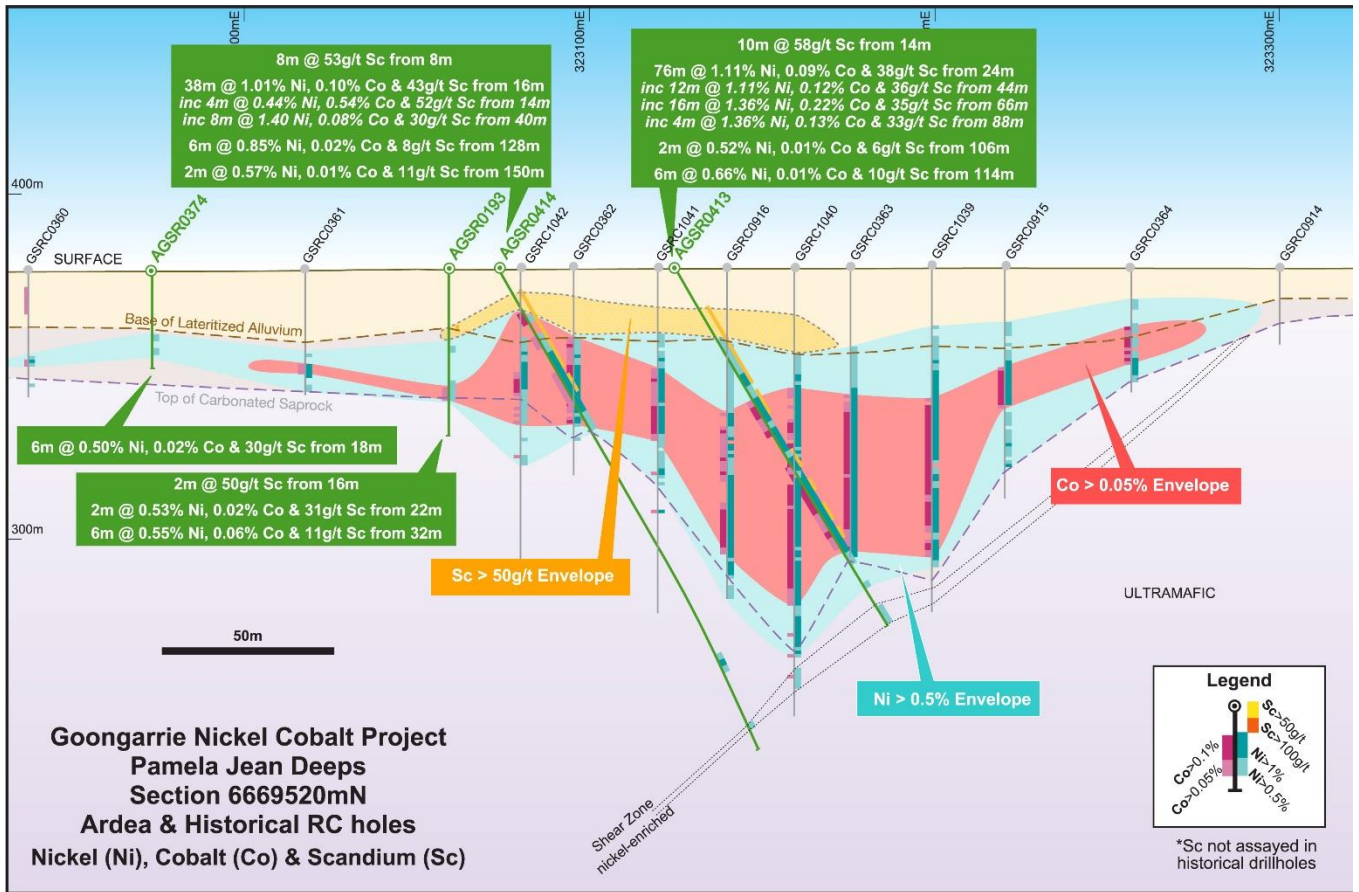 00mE
323100mE
mE
323300mE
8m @ 53g/t Sc from 8m
38m @ 1.01% Ni, 0.10% Co & 43g/t Sc from 16m
inc 4m @ 0.44% Ni, 0.54% Co & 52g/t Sc from 14m
inc 8m @ 1.40 Ni, 0.08% Co & 30g/t Sc from 40m
6m @ 0.85% Ni, 0.02% Co & 8g/t Sc from 128m
2m @ 0.57% Ni, 0.01% Co & 11g/t Sc from 150m
10m @ 58g/t Sc from 14m
76m @ 1.11% Ni, 0.09% Co & 38g/t Sc from 24m
inc 12m @ 1.11% Ni, 0.12% Co & 36g/t Sc from 44m
inc 16m @ 1.36% Ni, 0.22% Co & 35g/t Sc from 66m
inc 4m @ 1.36% Ni, 0.13% Co & 33g/t Sc from 88m
2m @ 0.52% Ni, 0.01% Co & 6g/t Sc from 106m
6m @ 0.66% Ni, 0.01% Co & 10g/t Sc from 114m
400m
GSRC0360
AGSR0374
GSRC0361
AGSR0193
AGSR0414
GSRC1042
GSRC0362
GSRC1041
AGSR0413
GSRC0916
GSRC1040
GSRC0363
GSRC1039
GSRC0915
GSRC0364
GSRC0914
SURFACE
Base of Lateritized Alluvium
Top of Carbonated Saprock
6m @ 0.50% Ni, 0.02% Co & 30g/t Sc from 18m
2m @ 50g/t Sc from 16m
2m @ 0.53% Ni, 0.02% Co & 31g/t Sc from 22m
6m @ 0.55% Ni, 0.06% Co & 11g/t Sc from 32m
Co > 0.05% Envelope
300m
Sc > 50g/t Envelope
ULTRAMAFIC
50m
Ni > 0.5% Envelope
Shear Zone
nickel-enriched
Goongarrie Nickel Cobalt Project
Pamela Jean Deeps
Section 6669520mN
Ardea & Historical RC holes
Nickel (Ni), Cobalt (Co) & Scandium (Sc)
Legend
Sc>50g/t
Sc>100g/t
Co>0.1%
Co>0.05%
Ni>1%
Ni>0.5%
*Sc not assayed in
historical drillholes